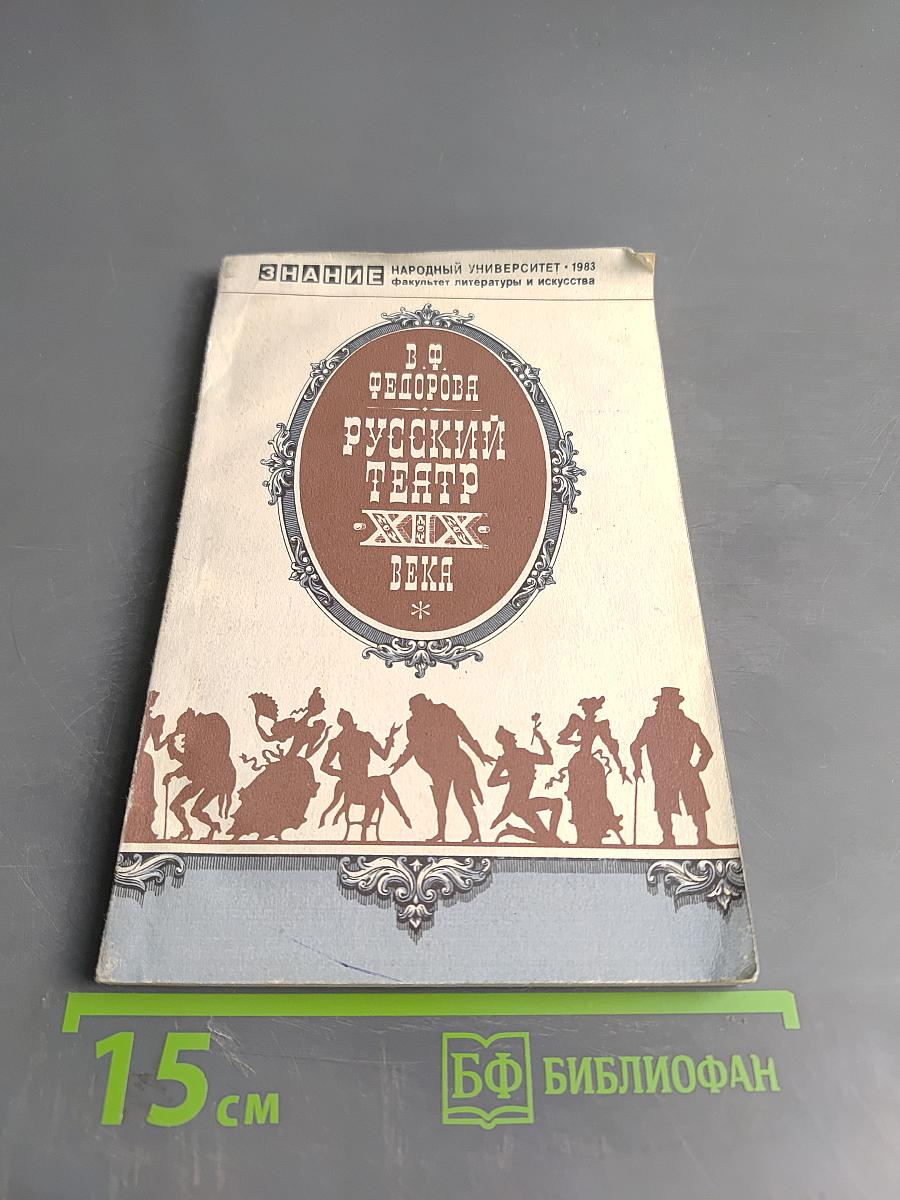 ЗНАНИЕ НАРОДНЫЙ УНИВЕРСИТЕТ • 1983
факультет литературы и искусства
В. Ф.
ФЕДОРОВА
РУССКИЙ
ТЕАТР
XIX
ВЕКА
15 см
БФ БИБЛИОФАН